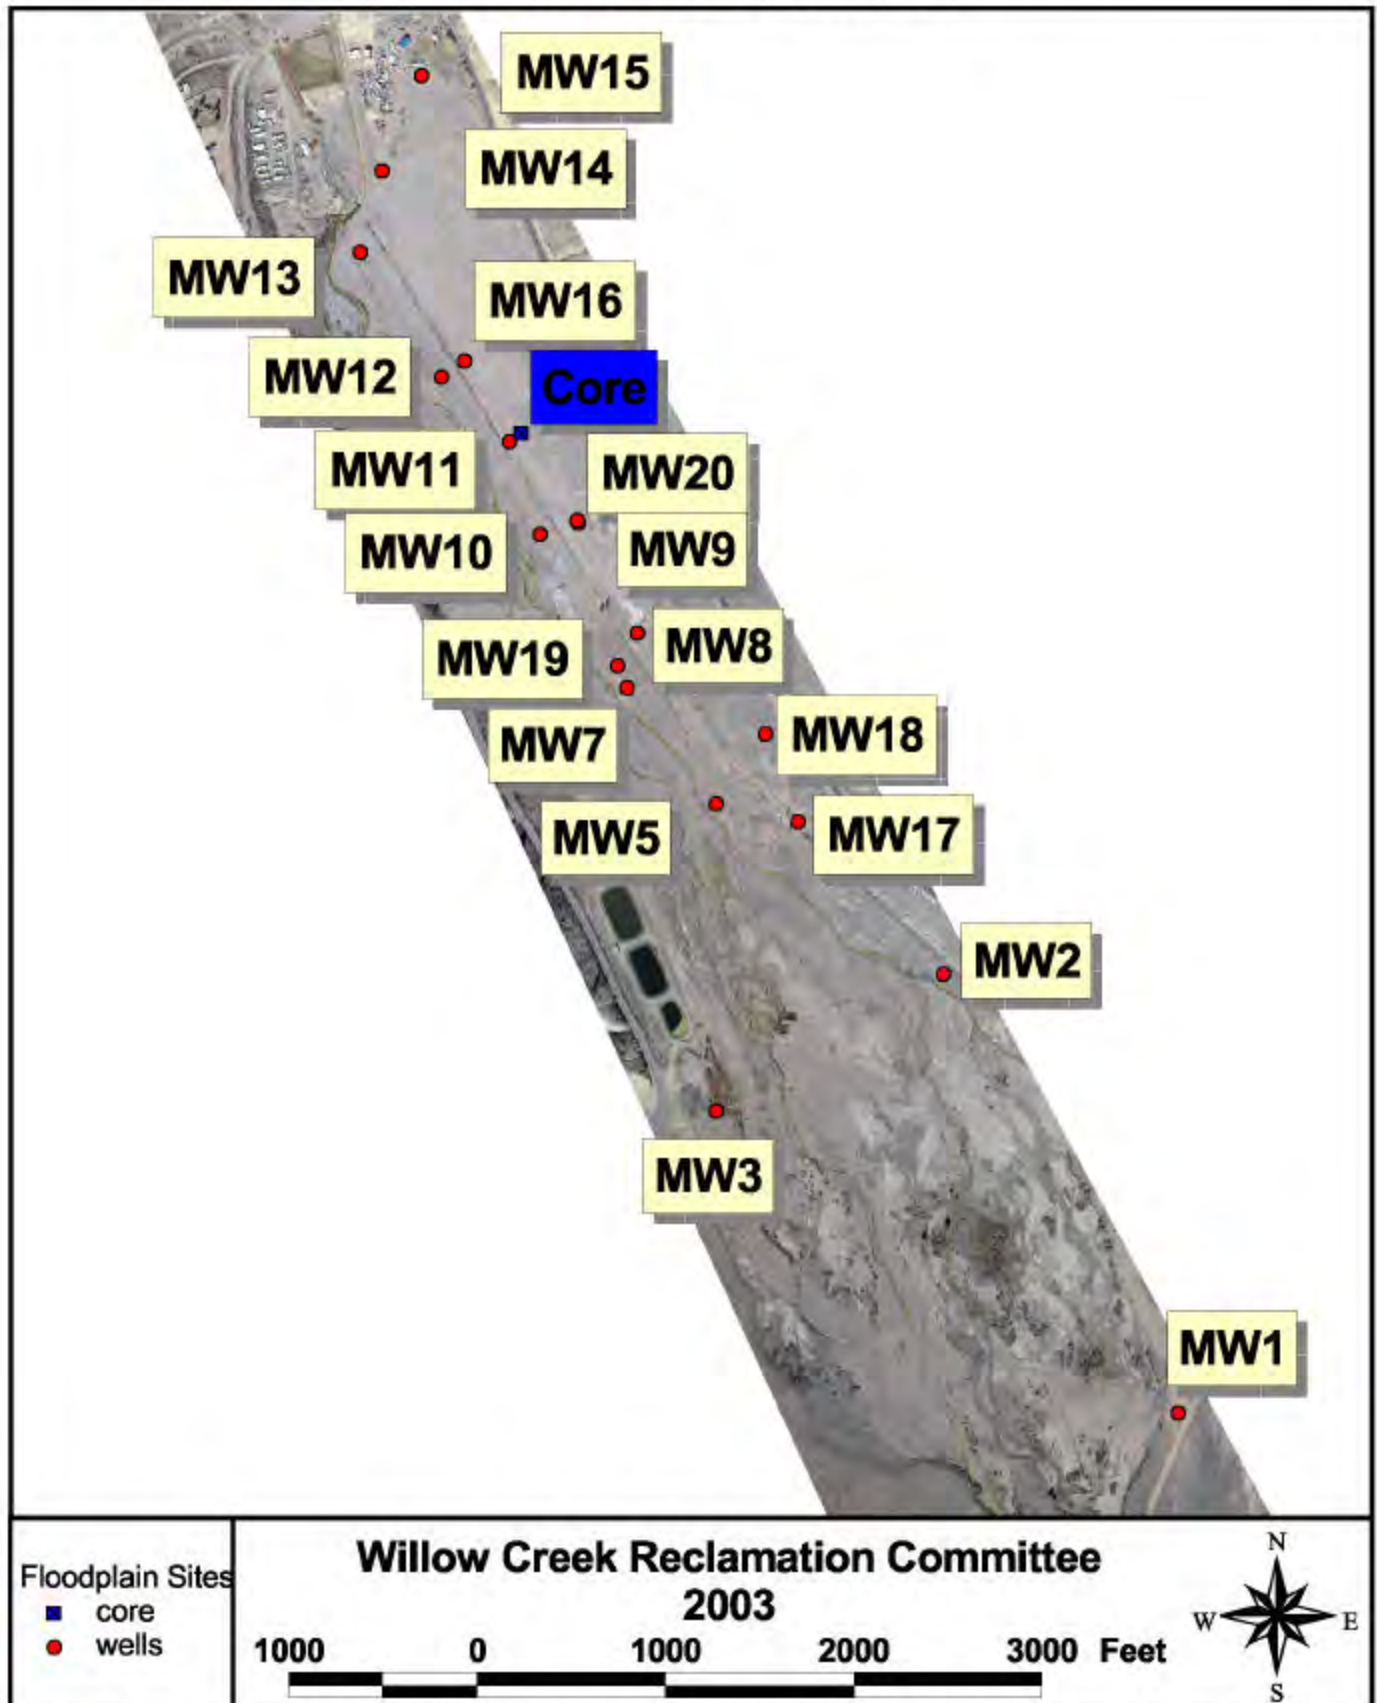 MW15
MW14
MW13
MW16
MW12
Core
MW11
MW20
MW10
MW9
MW19
MW8
MW7
MW18
MW5
MW17
MW2
MW3
MW1
Floodplain Sites
core
wells
Willow Creek Reclamation Committee
2003
1000 0 1000 2000 3000 Feet
N
W E
S